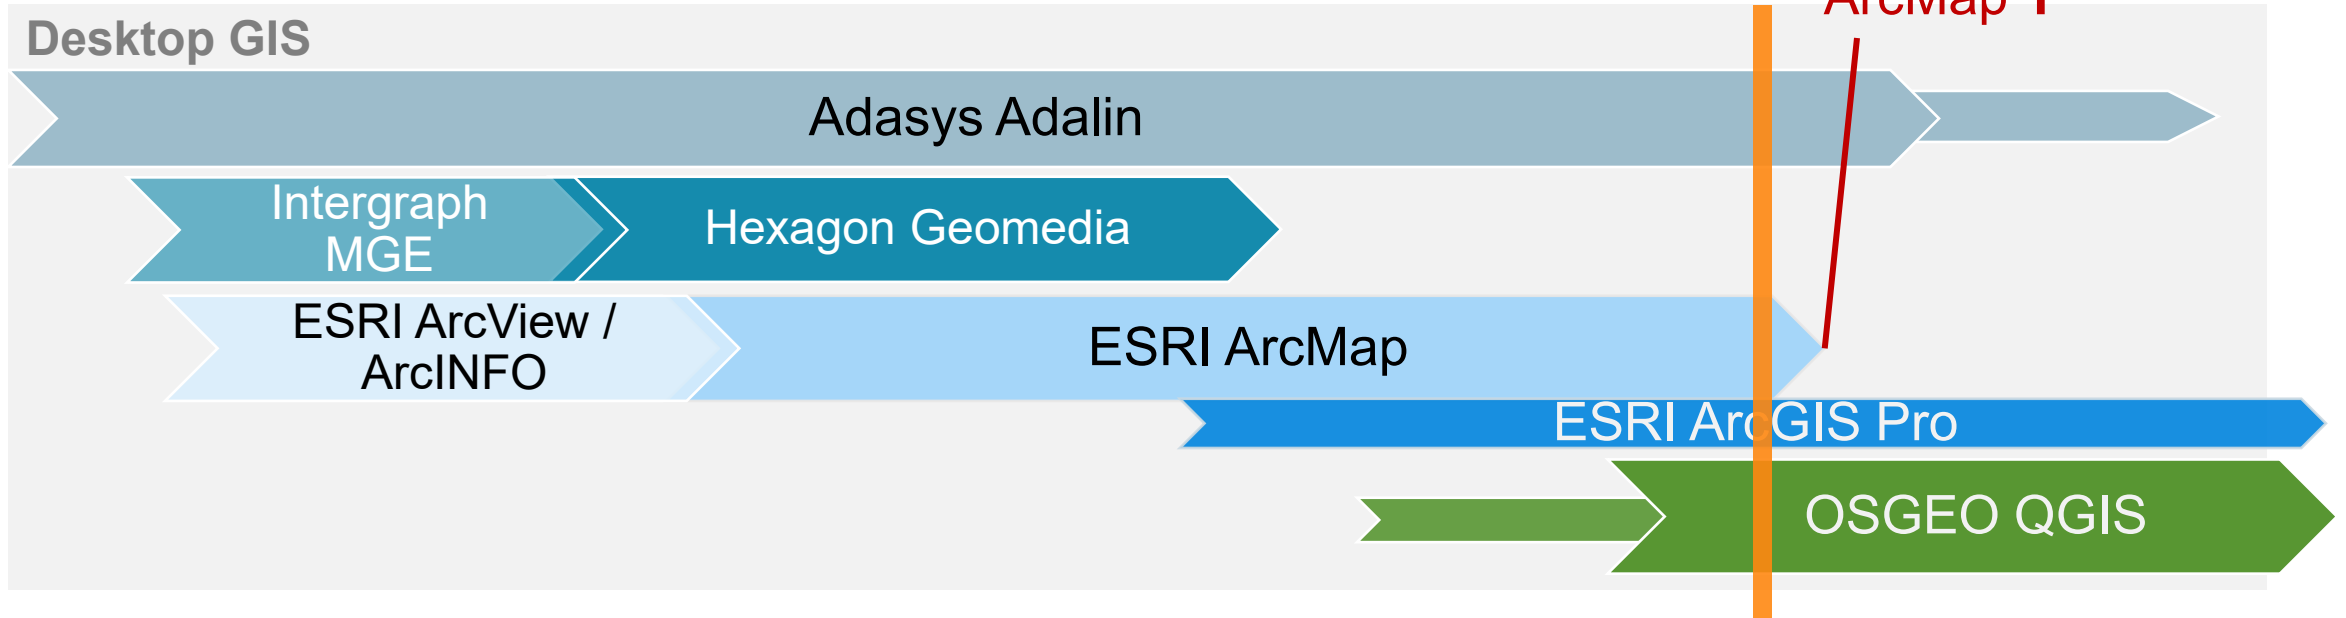 ArcMap
Desktop GIS
Adasys Adalin
Intergraph
MGE
Hexagon Geomedia
ESRI ArcView /
ArcINFO
ESRI ArcMap
ESRI ArcGIS Pro
OSGEO QGIS